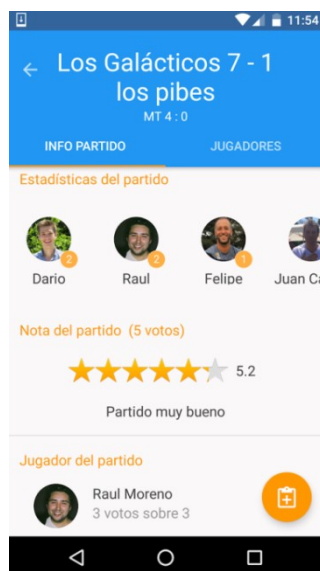 11:54
Los Galácticos 7 - 1
los pibes
MT 4 : 0
INFO PARTIDO
JUGADORES
Estadísticas del partido
2 2 1
Dario Raul Felipe Juan Ca
Nota del partido (5 votos)
5.2
Partido muy bueno
Jugador del partido
Raul Moreno
3 votos sobre 3